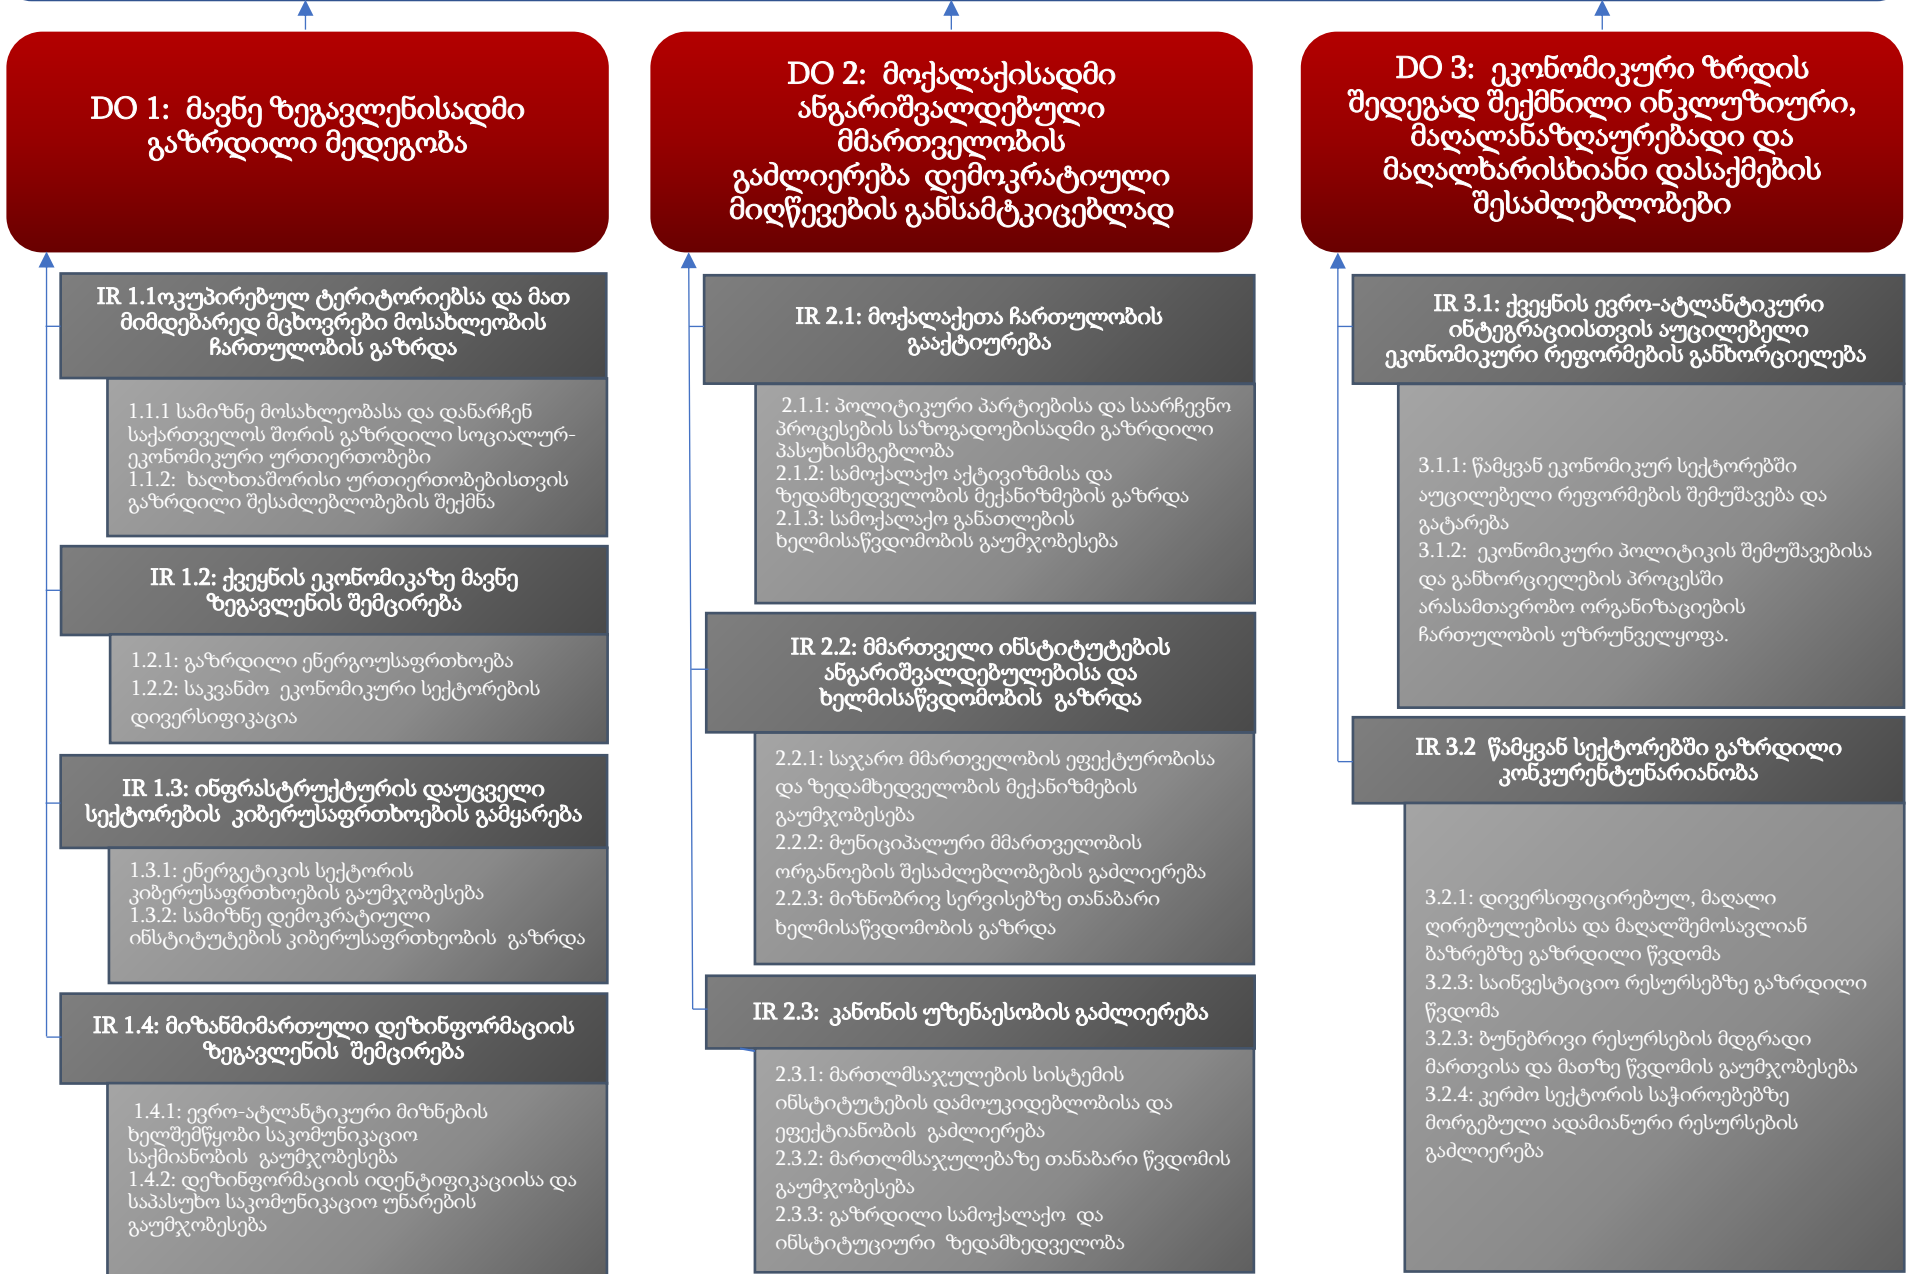 DO 1: მავნე ზეგავლენისადმი
გაზრდილი მედეგობა
IR 1.1ოკუპირებულ ტერიტორიებსა და მათ
მიმდებარედ მცხოვრები მოსახლეობის
ჩართულობის გაზრდა
1.1.1 სამიზნე მოსახლეობასა და დანარჩენ
საქართველოს შორის გაზრდილი სოციალურ-
ეკონომიკური ურთიერთობები
1.1.2: ხალხთაშორისი ურთიერთობებისთვის
გაზრდილი შესაძლებლობების შექმნა
IR 1.2: ქვეყნის ეკონომიკაზე მავნე
ზეგავლენის შემცირება
1.2.1: გაზრდილი ენერგოუსაფრთხოება
1.2.2: საკვანძო ეკონომიკური სექტორების
დივერსიფიკაცია
IR 1.3: ინფრასტრუქტურის დაუცველი
სექტორების კიბერუსაფრთხოების გამყარება
1.3.1: ენერგეტიკის სექტორის
კიბერუსაფრთხოების გაუმჯობესება
1.3.2: სამიზნე დემოკრატიული
ინსტიტუტების კიბერუსაფრთხეობის გაზრდა
IR 1.4: მიზანმიმართული დეზინფორმაციის
ზეგავლენის შემცირება
1.4.1: ევრო-ატლანტიკური მიზნების
ხელშემწყობი საკომუნიკაციო
საქმიანობის გაუმჯობესება
1.4.2: დეზინფორმაციის იდენტიფიკაციისა და
საპასუხო საკომუნიკაციო უნარების
გაუმჯობესება
DO 2: მოქალაქისადმი
ანგარიშვალდებული
მმართველობის
გაძლიერება დემოკრატიული
მიღწევების განსამტკიცებლად
IR 2.1: მოქალაქეთა ჩართულობის
გააქტიურება
2.1.1: პოლიტიკური პარტიებისა და საარჩევნო
პროცესების საზოგადოებისადმი გაზრდილი
პასუხისმგებლობა
2.1.2: სამოქალაქო აქტივიზმისა და
ზედამხედველობის მექანიზმების გაზრდა
2.1.3: სამოქალაქო განათლების
ხელმისაწვდომობის გაუმჯობესება
IR 2.2: მმართველი ინსტიტუტების
ანგარიშვალდებულებისა და
ხელმისაწვდომობის გაზრდა
2.2.1: საჯარო მმართველობის ეფექტურობისა
და ზედამხედველობის მექანიზმების
გაუმჯობესება
2.2.2: მუნიციპალური მმართველობის
ორგანოების შესაძლებლობების გაძლიერება
2.2.3: მიზნობრივ სერვისებზე თანაბარი
ხელმისაწვდომობის გაზრდა
IR 2.3: კანონის უზენაესობის გაძლიერება
2.3.1: მართლმსაჯულების სისტემის
ინსტიტუტების დამოუკიდებლობისა და
ეფექტიანობის გაძლიერება
2.3.2: მართლმსაჯულებაზე თანაბარი წვდომის
გაუმჯობესება
2.3.3: გაზრდილი სამოქალაქო და
ინსტიტუციური ზედამხედველობა
DO 3: ეკონომიკური ზრდის
შედეგად შექმნილი ინკლუზიური,
მაღალანაზღაურებადი და
მაღალხარისხიანი დასაქმების
შესაძლებლობები
IR 3.1: ქვეყნის ევრო-ატლანტიკური
ინტეგრაციისთვის აუცილებელი
ეკონომიკური რეფორმების განხორციელება
3.1.1: წამყვან ეკონომიკურ სექტორებში
აუცილებელი რეფორმების შემუშავება და
გატარება
3.1.2: ეკონომიკური პოლიტიკის შემუშავებისა
და განხორციელების პროცესში
არასამთავრობო ორგანიზაციების
ჩართულობის უზრუნველყოფა.
IR 3.2 წამყვან სექტორებში გაზრდილი
კონკურენტუნარიანობა
3.2.1: დივერსიფიცირებულ, მაღალი
ღირებულებისა და მაღალშემოსავლიან
ბაზრებზე გაზრდილი წვდომა
3.2.3: საინვესტიციო რესურსებზე გაზრდილი
წვდომა
3.2.3: ბუნებრივი რესურსების მდგრადი
მართვისა და მათზე წვდომის გაუმჯობესება
3.2.4: კერძო სექტორის საჭიროებებზე
მორგებული ადამიანური რესურსების
გაძლიერება